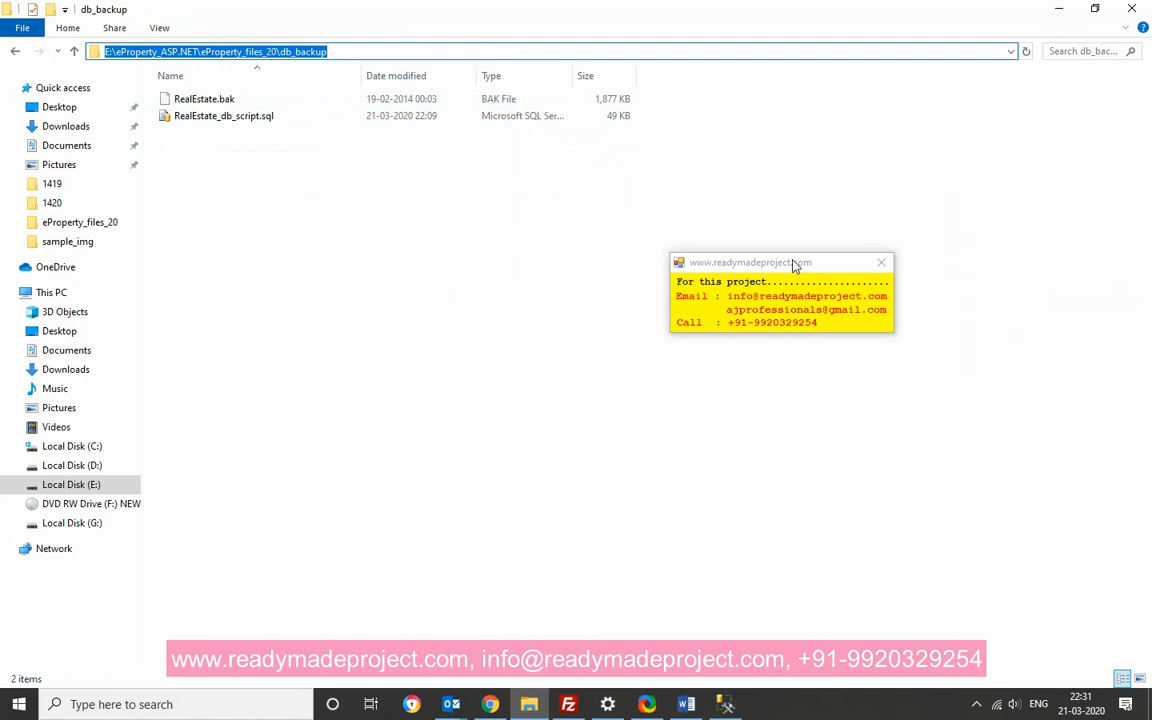 db_backup
File Home Share View
E:\eProperty_ASP.NET\eProperty_files_20\db_backup
Search db_bac...
Name Date modified Type Size
RealEstate.bak 19-02-2014 00:03 BAK File 1,877 KB
RealEstate_db_script.sql 21-03-2020 22:09 Microsoft SQL Ser... 49 KB
Quick access
Desktop
Downloads
Documents
Pictures
1419
1420
eProperty_files_20
sample_img
OneDrive
This PC
3D Objects
Desktop
Documents
Downloads
Music
Pictures
Videos
Local Disk (C:)
Local Disk (D:)
Local Disk (E:)
DVD RW Drive (F:) NEW
Local Disk (G:)
Network
www.readymadeproject.com
For this project......................
Email : info@readymadeproject.com
ajprofessionals@gmail.com
Call : +91-9920329254
www.readymadeproject.com, info@readymadeproject.com, +91-9920329254
2 items
Type here to search
ENG
22:31
21-03-2020